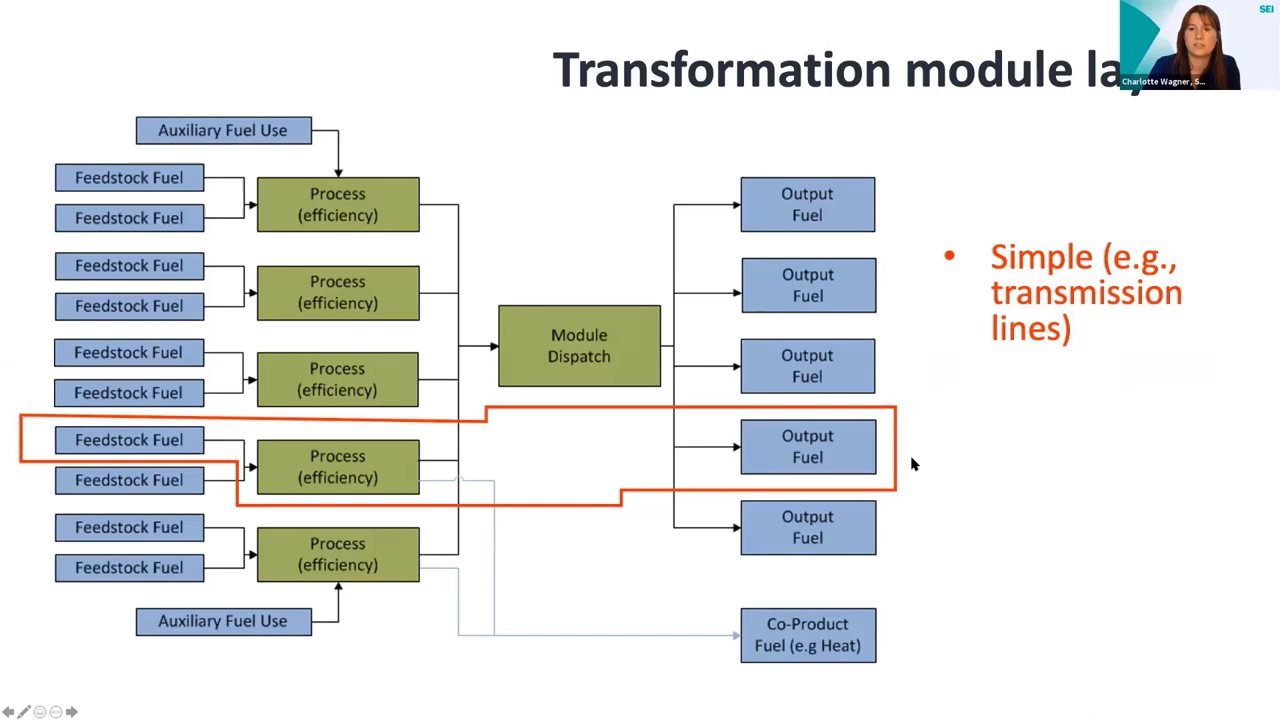 SEI
Charlotte Wagner, S...
Transformation module la
Auxiliary Fuel Use
Feedstock Fuel
Feedstock Fuel
Process
(efficiency)
Feedstock Fuel
Feedstock Fuel
Process
(efficiency)
Feedstock Fuel
Feedstock Fuel
Process
(efficiency)
Feedstock Fuel
Feedstock Fuel
Process
(efficiency)
Feedstock Fuel
Feedstock Fuel
Process
(efficiency)
Auxiliary Fuel Use
Module
Dispatch
Output
Fuel
Output
Fuel
Output
Fuel
Output
Fuel
Output
Fuel
Co-Product
Fuel (e.g Heat)
• Simple (e.g.,
transmission
lines)